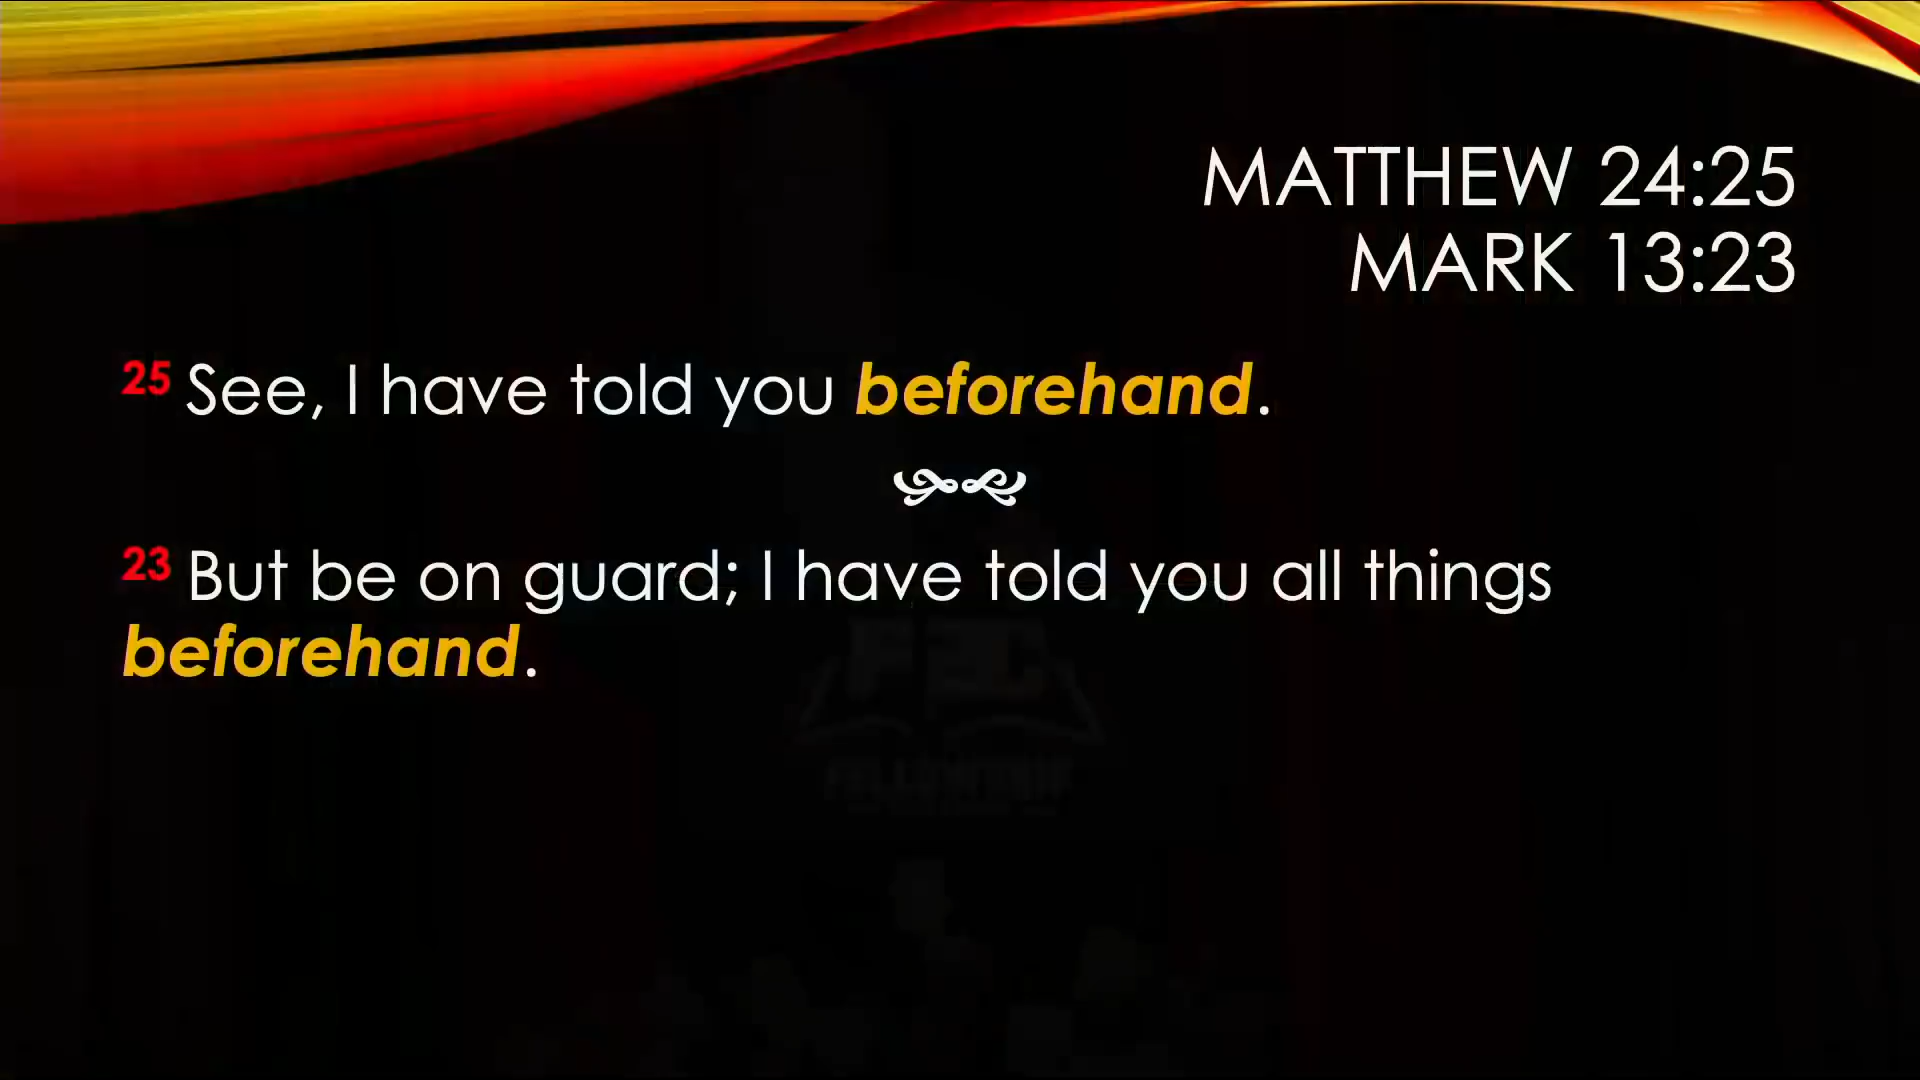 MATTHEW 24:25
MARK 13:23
25 See, I have told you beforehand.
23 But be on guard; I have told you all things
beforehand.